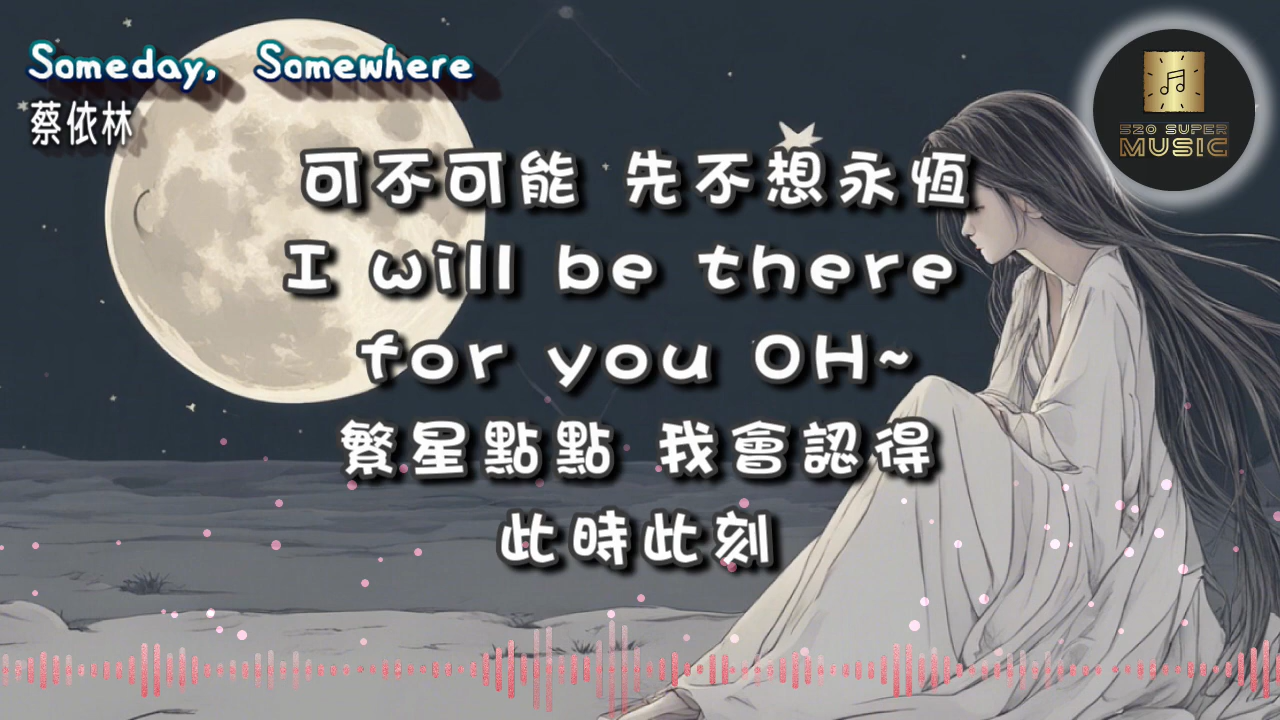 Someday, Somewhere
蔡依林
520 SUPER
MUSIC
可不可能 先不想永恆
I will be there
for you OH~
繁星點點 我會認得
此時此刻